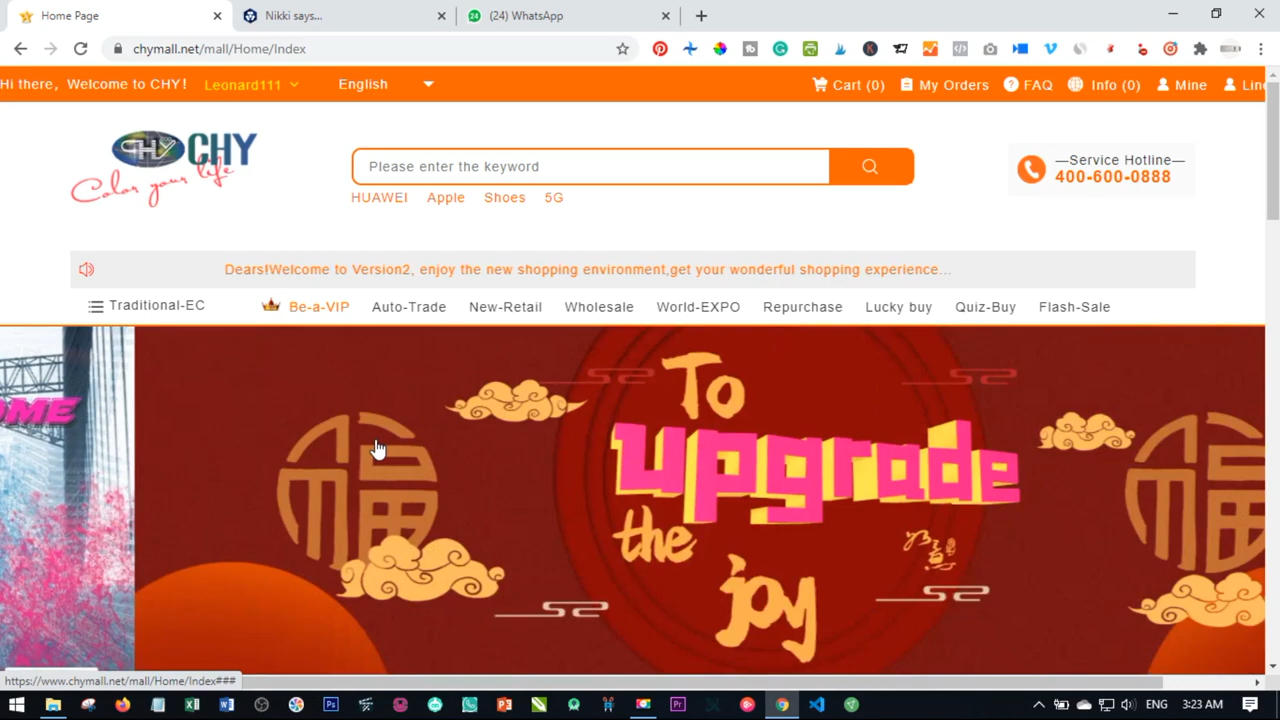 Home Page
Nikki says...
(24) WhatsApp
chymall.net/mall/Home/Index
Hi there, Welcome to CHY! Leonard111 English Cart (0) My Orders FAQ Info (0) Mine
CHY CHY
Color your life
Please enter the keyword
—Service Hotline—
400-600-0888
HUAWEI Apple Shoes 5G
Dears!Welcome to Version2, enjoy the new shopping environment,get your wonderful shopping experience...
Traditional-EC Be-a-VIP Auto-Trade New-Retail Wholesale World-EXPO Repurchase Lucky buy Quiz-Buy Flash-Sale
OME
To
upgrade
the
joy
福
福
https://www.chymall.net/mall/Home/Index###
ENG 3:23 AM